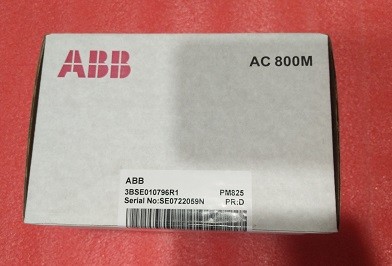 ABB AC 800M
ABB
3BSE010796R1 PM825
Serial No:SE0722059N PR:D